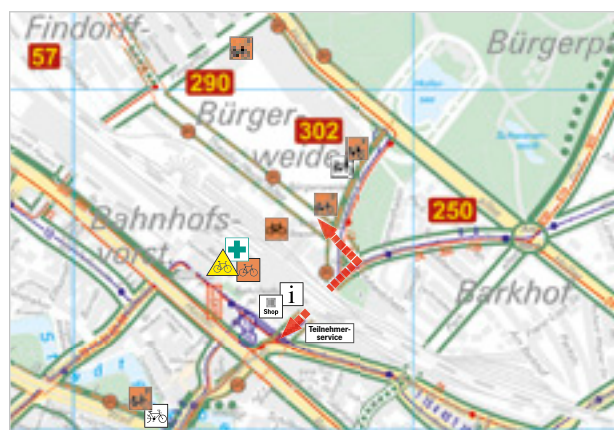 Findorff-
57
290
Bürger-
weide
302
Bürgerp
250
Bahnhofs-
vorst.
Barkhof
i
Shop
Teilnehmer-
service